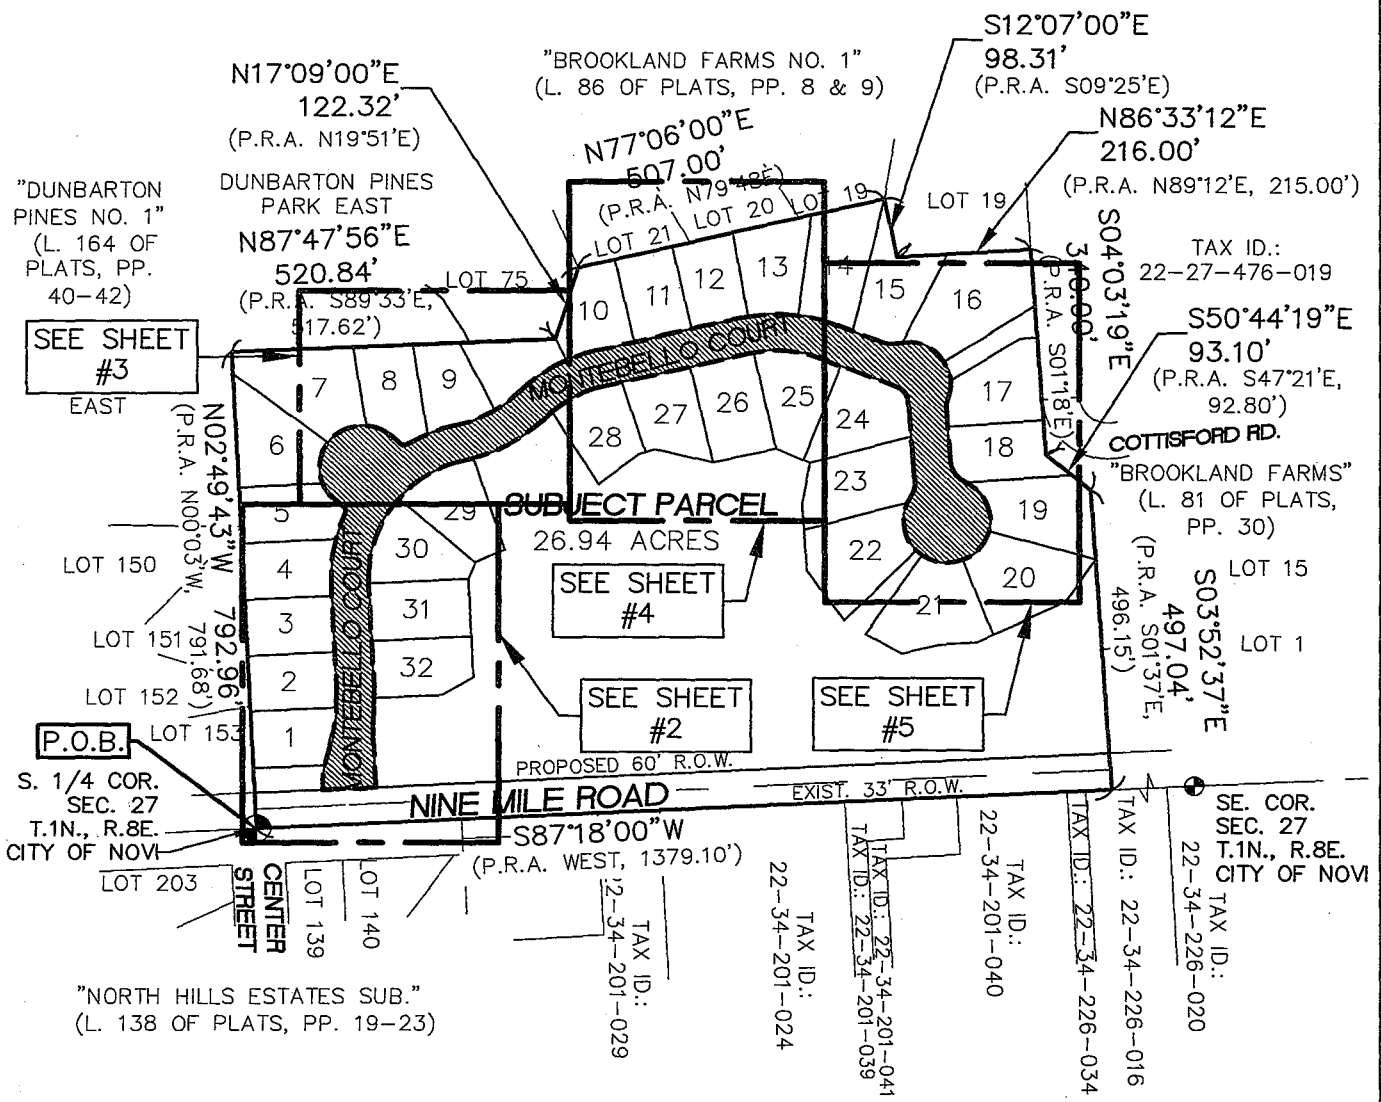 S12°07'00"E
98.31'
(P.R.A. S09°25'E)
"BROOKLAND FARMS NO. 1"
(L. 86 OF PLATS, PP. 8 & 9)
N17°09'00"E
122.32'
(P.R.A. N19°51'E)
N86°33'12"E
216.00'
(P.R.A. N89°12'E, 215.00')
N77°06'00"E
507.00'
(P.R.A. N79°48'E)
"DUNBARTON
PINES NO. 1"
(L. 164 OF
PLATS, PP.
40-42)
DUNBARTON PINES
PARK EAST
N87°47'56"E
520.84'
(P.R.A. S89°33'E,
517.62')
LOT 75
LOT 21
LOT 20
LOT 19
LOT 19
S04°03'19"E
340.00'
(P.R.A. S01°18'E)
TAX ID.:
22-27-476-019
S50°44'19"E
93.10'
(P.R.A. S47°21'E,
92.80')
COTTISFORD RD.
"BROOKLAND FARMS"
(L. 81 OF PLATS,
PP. 30)
SEE SHEET
#3
EAST
7
8
9
10
11
12
13
14
15
16
MONTEBELLO COURT
17
18
19
20
21
22
23
24
25
26
27
28
29
30
31
32
6
5
4
3
2
1
MONTEBELLO COURT
N02°49'43"W 792.96'
(P.R.A. N00°03'W, 791.68')
SUBJECT PARCEL
26.94 ACRES
SEE SHEET
#4
SEE SHEET
#2
SEE SHEET
#5
LOT 150
LOT 151
LOT 152
LOT 153
LOT 15
LOT 1
S03°52'37"E
497.04'
(P.R.A. S01°37'E,
496.15')
P.O.B.
S. 1/4 COR.
SEC. 27
T.1N., R.8E.
CITY OF NOVI
PROPOSED 60' R.O.W.
EXIST. 33' R.O.W.
NINE MILE ROAD
S87°18'00"W
(P.R.A. WEST, 1379.10')
SE. COR.
SEC. 27
T.1N., R.8E.
CITY OF NOVI
LOT 203
CENTER
STREET
LOT 139
LOT 140
"NORTH HILLS ESTATES SUB."
(L. 138 OF PLATS, PP. 19-23)
TAX ID.:
22-34-201-029
TAX ID.:
22-34-201-024
TAX ID.: 22-34-201-039
TAX ID.: 22-34-201-041
TAX ID.:
22-34-201-040
TAX ID.: 22-34-226-034
TAX ID.: 22-34-226-016
TAX ID.:
22-34-226-020